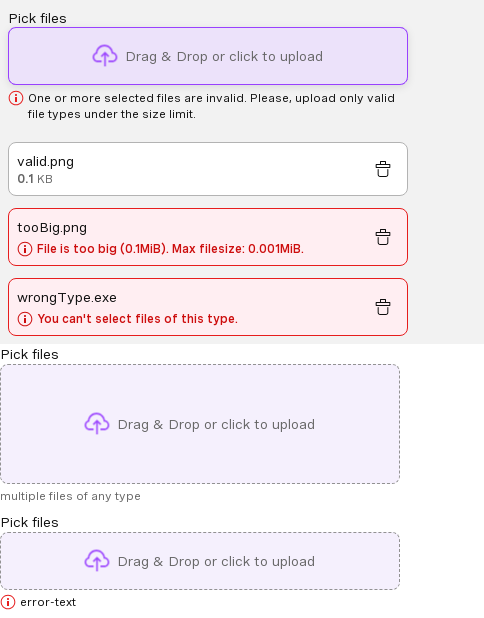 Pick files
Drag & Drop or click to upload
One or more selected files are invalid. Please, upload only valid
file types under the size limit.
valid.png
0.1 KB
tooBig.png
File is too big (0.1MiB). Max filesize: 0.001MiB.
wrongType.exe
You can't select files of this type.
Pick files
Drag & Drop or click to upload
multiple files of any type
Pick files
Drag & Drop or click to upload
error-text